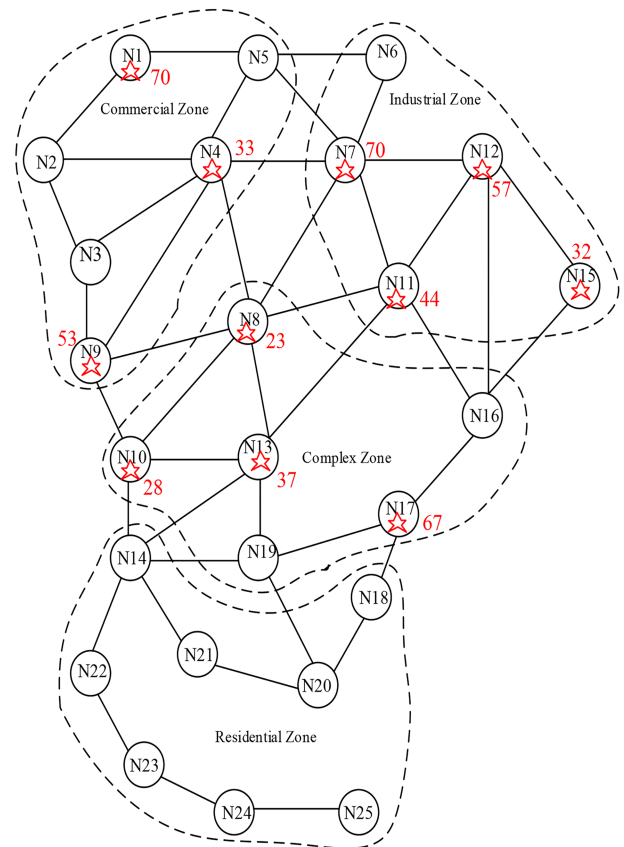 N1
N5
N6
70
Commercial Zone
Industrial Zone
N2
N4
33
N7
70
N12
57
N3
N11
44
32
N15
53
N9
N8
23
N16
N10
28
N13
37
Complex Zone
N17
67
N14
N19
N18
N21
N22
N20
Residential Zone
N23
N24
N25